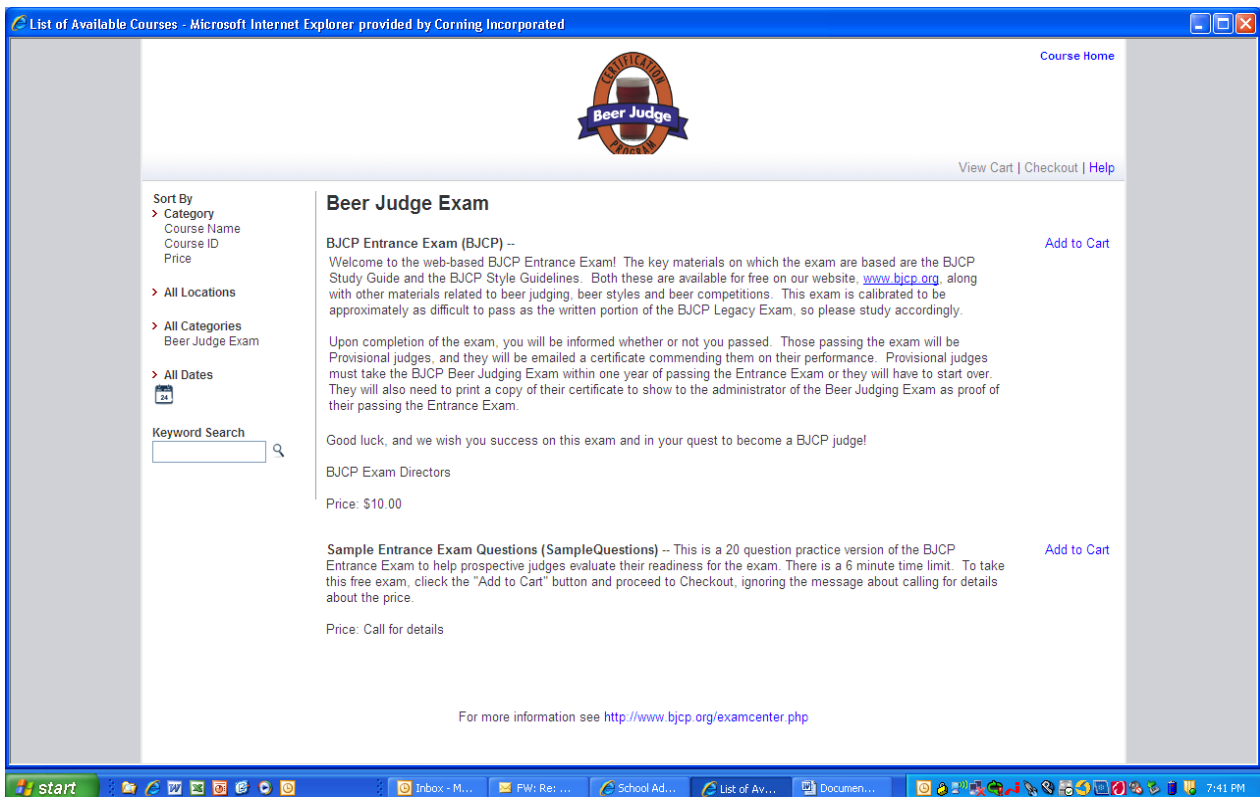 List of Available Courses - Microsoft Internet Explorer provided by Corning Incorporated
Course Home
CERTIFICATION
Beer Judge
PROGRAM
View Cart | Checkout | Help
Sort By
Category
Course Name
Course ID
Price
All Locations
All Categories
Beer Judge Exam
All Dates
24
Keyword Search
Beer Judge Exam
BJCP Entrance Exam (BJCP) --
Add to Cart
Welcome to the web-based BJCP Entrance Exam! The key materials on which the exam are based are the BJCP
Study Guide and the BJCP Style Guidelines. Both these are available for free on our website, www.bjcp.org, along
with other materials related to beer judging, beer styles and beer competitions. This exam is calibrated to be
approximately as difficult to pass as the written portion of the BJCP Legacy Exam, so please study accordingly.
Upon completion of the exam, you will be informed whether or not you passed. Those passing the exam will be
Provisional judges, and they will be emailed a certificate commending them on their performance. Provisional judges
must take the BJCP Beer Judging Exam within one year of passing the Entrance Exam or they will have to start over.
They will also need to print a copy of their certificate to show to the administrator of the Beer Judging Exam as proof of
their passing the Entrance Exam.
Good luck, and we wish you success on this exam and in your quest to become a BJCP judge!
BJCP Exam Directors
Price: $10.00
Sample Entrance Exam Questions (SampleQuestions) -- This is a 20 question practice version of the BJCP
Add to Cart
Entrance Exam to help prospective judges evaluate their readiness for the exam. There is a 6 minute time limit. To take
this free exam, clieck the "Add to Cart" button and proceed to Checkout, ignoring the message about calling for details
about the price.
Price: Call for details
For more information see http://www.bjcp.org/examcenter.php
start
Inbox - M...
FW: Re: ...
School Ad...
List of Av...
Documen...
7:41 PM